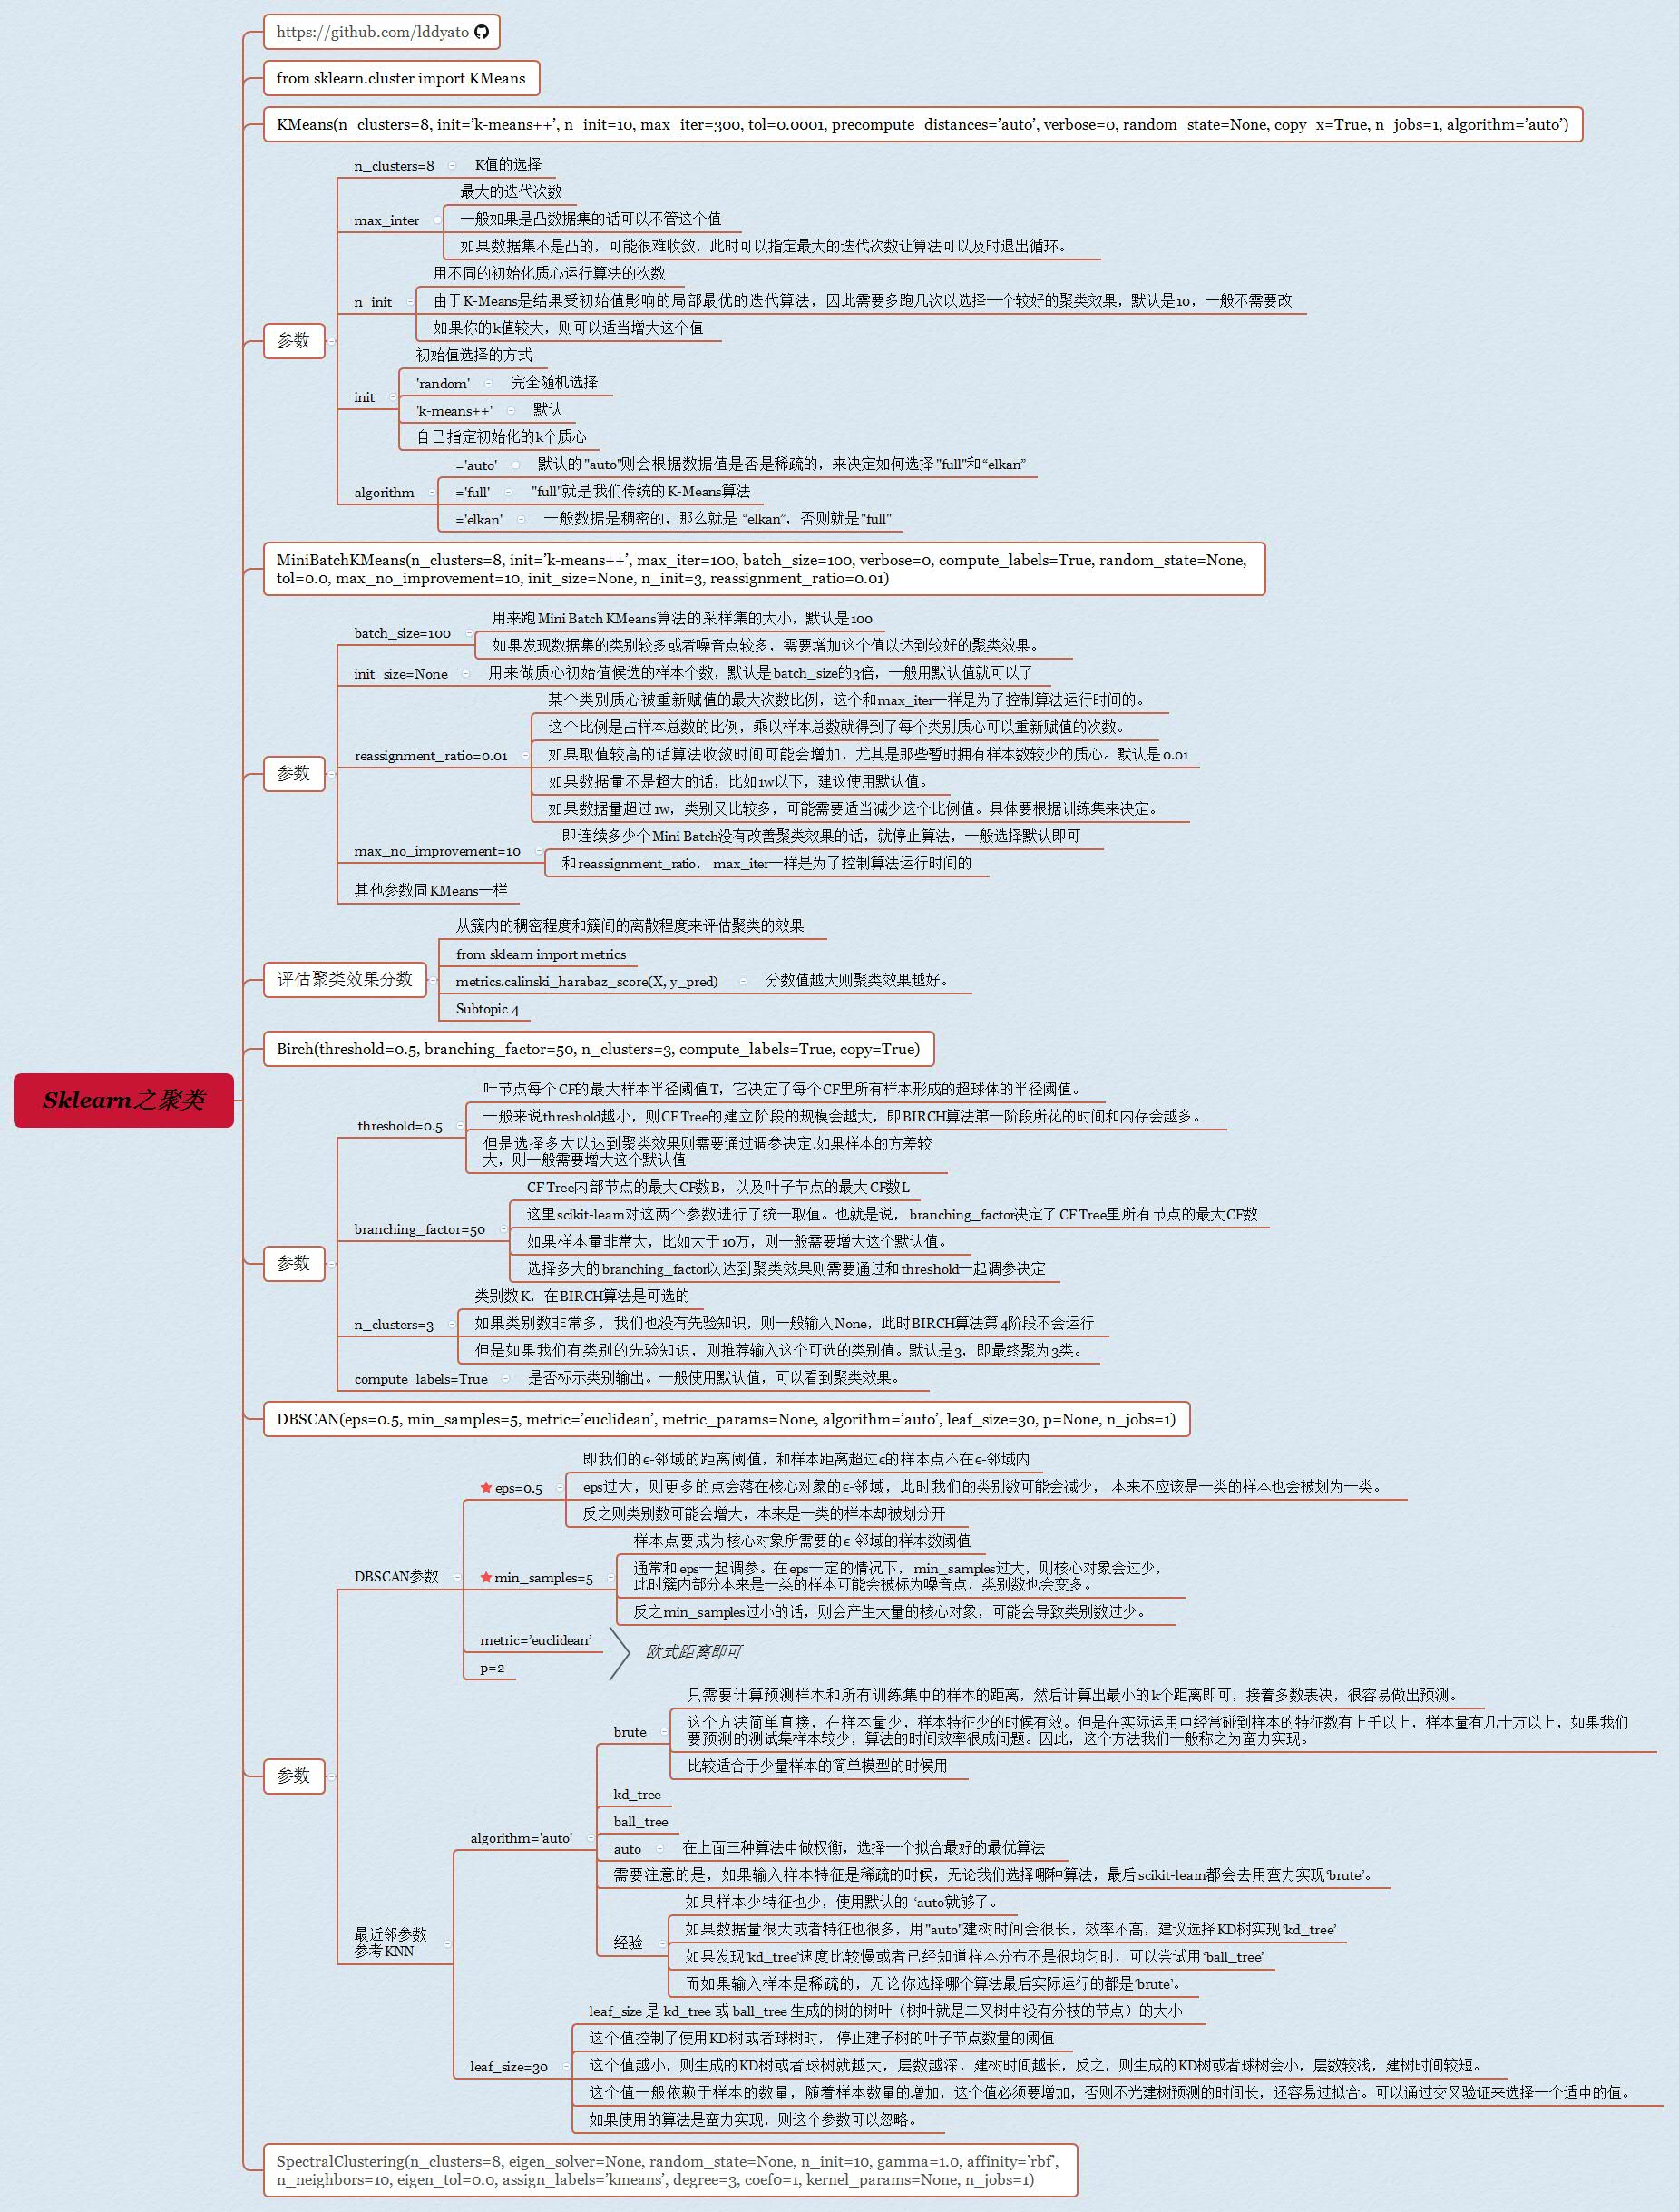 https://github.com/lddyato
from sklearn.cluster import KMeans
KMeans(n_clusters=8, init=’k-means++’, n_init=10, max_iter=300, tol=0.0001, precompute_distances=’auto’, verbose=0, random_state=None, copy_x=True, n_jobs=1, algorithm=’auto’)
参数
n_clusters=8
K值的选择
max_inter
最大的迭代次数
一般如果是凸数据集的话可以不管这个值
如果数据集不是凸的，可能很难收敛，此时可以指定最大的迭代次数让算法可以及时退出循环。
n_init
用不同的初始化质心运行算法的次数
由于K-Means是结果受初始值影响的局部最优的迭代算法，因此需要多跑几次以选择一个较好的聚类效果，默认是10，一般不需要改
如果你的k值较大，则可以适当增大这个值
init
初始值选择的方式
'random'
完全随机选择
'k-means++'
默认
自己指定初始化的k个质心
algorithm
='auto'
默认的"auto"则会根据数据值是否是稀疏的，来决定如何选择"full"和“elkan”
='full'
"full"就是我们传统的K-Means算法
='elkan'
一般数据是稠密的，那么就是 “elkan”，否则就是"full"
MiniBatchKMeans(n_clusters=8, init=’k-means++’, max_iter=100, batch_size=100, verbose=0, compute_labels=True, random_state=None,
tol=0.0, max_no_improvement=10, init_size=None, n_init=3, reassignment_ratio=0.01)
参数
batch_size=100
用来跑Mini Batch KMeans算法的采样集的大小，默认是100
如果发现数据集的类别较多或者噪音点较多，需要增加这个值以达到较好的聚类效果。
init_size=None
用来做质心初始值候选的样本个数，默认是batch_size的3倍，一般用默认值就可以了
reassignment_ratio=0.01
某个类别质心被重新赋值的最大次数比例，这个和max_iter一样是为了控制算法运行时间的。
这个比例是占样本总数的比例，乘以样本总数就得到了每个类别质心可以重新赋值的次数。
如果取值较高的话算法收敛时间可能会增加，尤其是那些暂时拥有样本数较少的质心。默认是0.01
如果数据量不是超大的话，比如1w以下，建议使用默认值。
如果数据量超过1w，类别又比较多，可能需要适当减少这个比例值。具体要根据训练集来决定。
max_no_improvement=10
即连续多少个Mini Batch没有改善聚类效果的话，就停止算法，一般选择默认即可
和reassignment_ratio， max_iter一样是为了控制算法运行时间的
其他参数同KMeans一样
评估聚类效果分数
从簇内的稠密程度和簇间的离散程度来评估聚类的效果
from sklearn import metrics
metrics.calinski_harabaz_score(X, y_pred)
分数值越大则聚类效果越好。
Subtopic 4
Birch(threshold=0.5, branching_factor=50, n_clusters=3, compute_labels=True, copy=True)
Sklearn之聚类
参数
threshold=0.5
叶节点每个CF的最大样本半径阈值T，它决定了每个CF里所有样本形成的超球体的半径阈值。
一般来说threshold越小，则CF Tree的建立阶段的规模会越大，即BIRCH算法第一阶段所花的时间和内存会越多。
但是选择多大以达到聚类效果则需要通过调参决定.如果样本的方差较
大，则一般需要增大这个默认值
branching_factor=50
CF Tree内部节点的最大CF数B，以及叶子节点的最大CF数L
这里scikit-learn对这两个参数进行了统一取值。也就是说，branching_factor决定了CF Tree里所有节点的最大CF数
如果样本量非常大，比如大于10万，则一般需要增大这个默认值。
选择多大的branching_factor以达到聚类效果则需要通过和threshold一起调参决定
n_clusters=3
类别数K，在BIRCH算法是可选的
如果类别数非常多，我们也没有先验知识，则一般输入None，此时BIRCH算法第4阶段不会运行
但是如果我们有类别的先验知识，则推荐输入这个可选的类别值。默认是3，即最终聚为3类。
compute_labels=True
是否标示类别输出。一般使用默认值，可以看到聚类效果。
DBSCAN(eps=0.5, min_samples=5, metric=’euclidean’, metric_params=None, algorithm=’auto’, leaf_size=30, p=None, n_jobs=1)
参数
DBSCAN参数
eps=0.5
即我们的ϵ-邻域的距离阈值，和样本距离超过ϵ的样本点不在ϵ-邻域内
eps过大，则更多的点会落在核心对象的ϵ-邻域，此时我们的类别数可能会减少， 本来不应该是一类的样本也会被划为一类。
反之则类别数可能会增大，本来是一类的样本却被划分开
min_samples=5
样本点要成为核心对象所需要的ϵ-邻域的样本数阈值
通常和eps一起调参。在eps一定的情况下，min_samples过大，则核心对象会过少，
此时簇内部分本来是一类的样本可能会被标为噪音点，类别数也会变多。
反之min_samples过小的话，则会产生大量的核心对象，可能会导致类别数过少。
metric=’euclidean’
p=2
欧式距离即可
最近邻参数
参考KNN
algorithm='auto'
brute
只需要计算预测样本和所有训练集中的样本的距离，然后计算出最小的k个距离即可，接着多数表决，很容易做出预测。
这个方法简单直接，在样本量少，样本特征少的时候有效。但是在实际运用中经常碰到样本的特征数有上千以上，样本量有几十万以上，如果我们
要预测的测试集样本较少，算法的时间效率很成问题。因此，这个方法我们一般称之为蛮力实现。
比较适合于少量样本的简单模型的时候用
kd_tree
ball_tree
auto
在上面三种算法中做权衡，选择一个拟合最好的最优算法
需要注意的是，如果输入样本特征是稀疏的时候，无论我们选择哪种算法，最后scikit-learn都会去用蛮力实现‘brute’。
经验
如果样本少特征也少，使用默认的 ‘auto’就够了。
如果数据量很大或者特征也很多，用"auto"建树时间会很长，效率不高，建议选择KD树实现‘kd_tree’
如果发现‘kd_tree’速度比较慢或者已经知道样本分布不是很均匀时，可以尝试用‘ball_tree’
而如果输入样本是稀疏的，无论你选择哪个算法最后实际运行的都是‘brute’。
leaf_size=30
leaf_size 是 kd_tree 或 ball_tree 生成的树的树叶（树叶就是二叉树中没有分枝的节点）的大小
这个值控制了使用KD树或者球树时， 停止建子树的叶子节点数量的阈值
这个值越小，则生成的KD树或者球树就越大，层数越深，建树时间越长，反之，则生成的KD树或者球树会小，层数较浅，建树时间较短。
这个值一般依赖于样本的数量，随着样本数量的增加，这个值必须要增加，否则不光建树预测的时间长，还容易过拟合。可以通过交叉验证来选择一个适中的值。
如果使用的算法是蛮力实现，则这个参数可以忽略。
SpectralClustering(n_clusters=8, eigen_solver=None, random_state=None, n_init=10, gamma=1.0, affinity=’rbf’,
n_neighbors=10, eigen_tol=0.0, assign_labels=’kmeans’, degree=3, coef0=1, kernel_params=None, n_jobs=1)